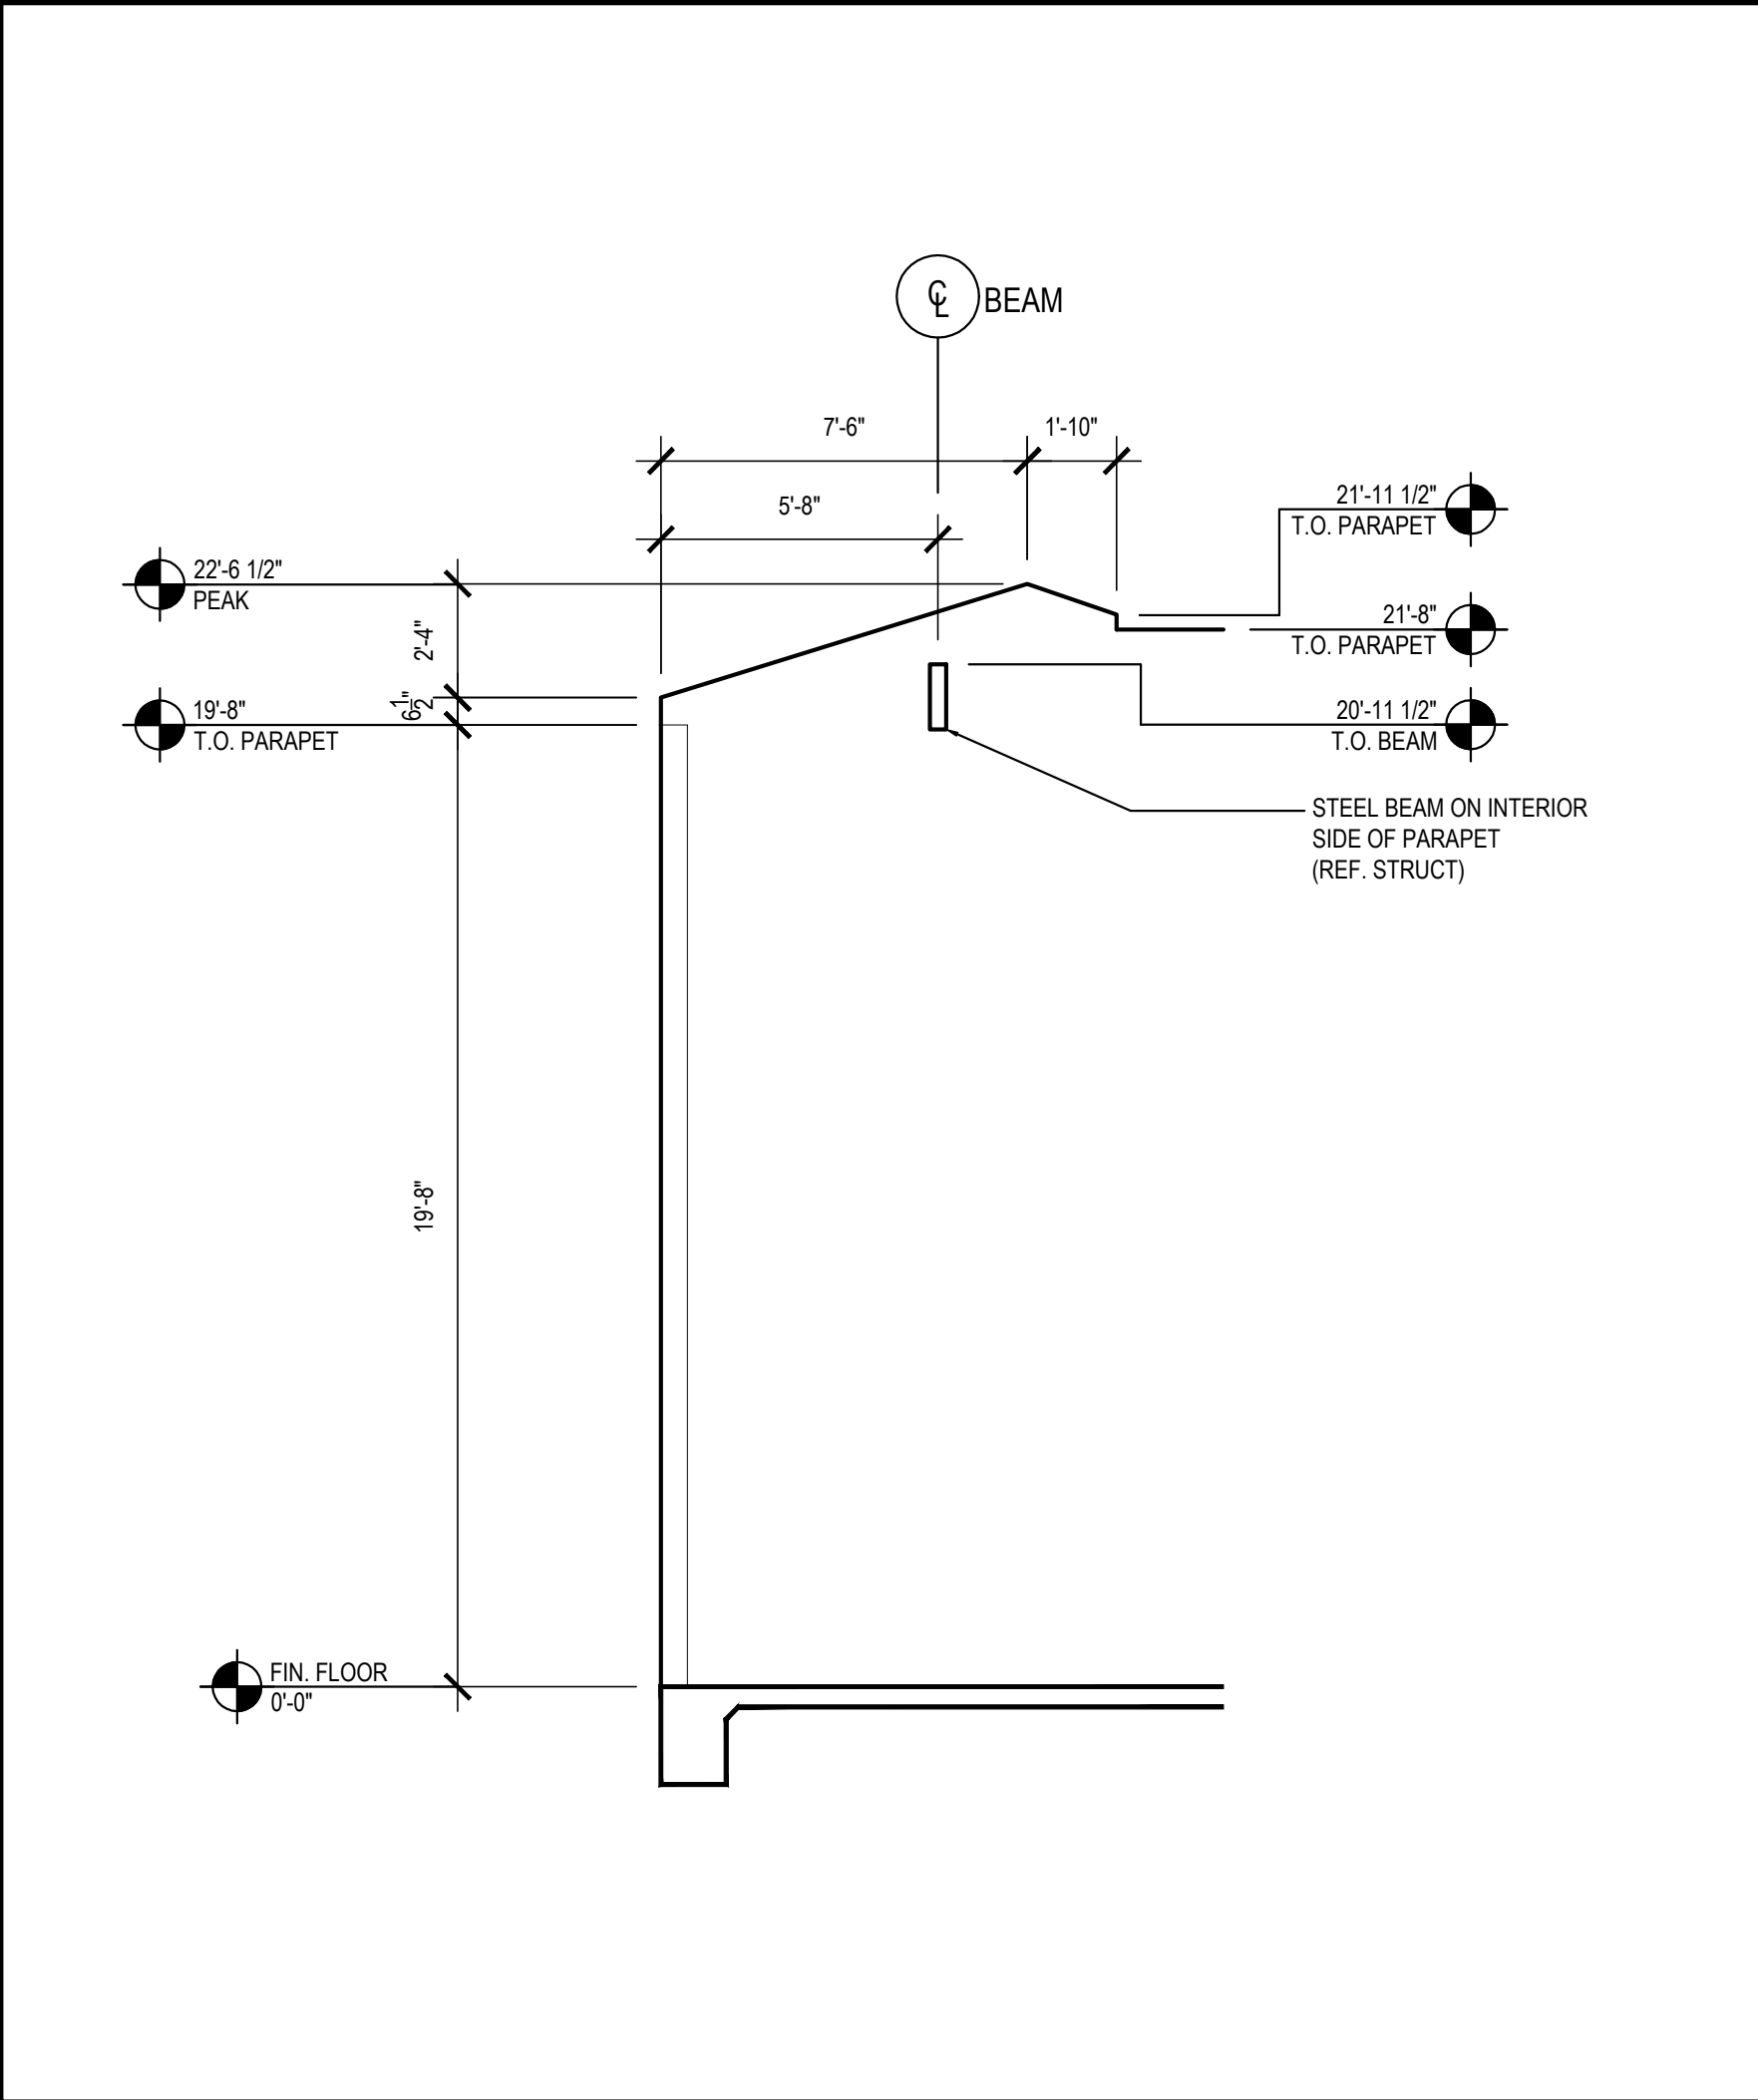 ℄ BEAM
7'-6"
1'-10"
5'-8"
21'-11 1/2"
T.O. PARAPET
22'-6 1/2"
PEAK
21'-8"
T.O. PARAPET
2'-4"
6 1/2"
19'-8"
T.O. PARAPET
20'-11 1/2"
T.O. BEAM
STEEL BEAM ON INTERIOR
SIDE OF PARAPET
(REF. STRUCT)
19'-8"
FIN. FLOOR
0'-0"